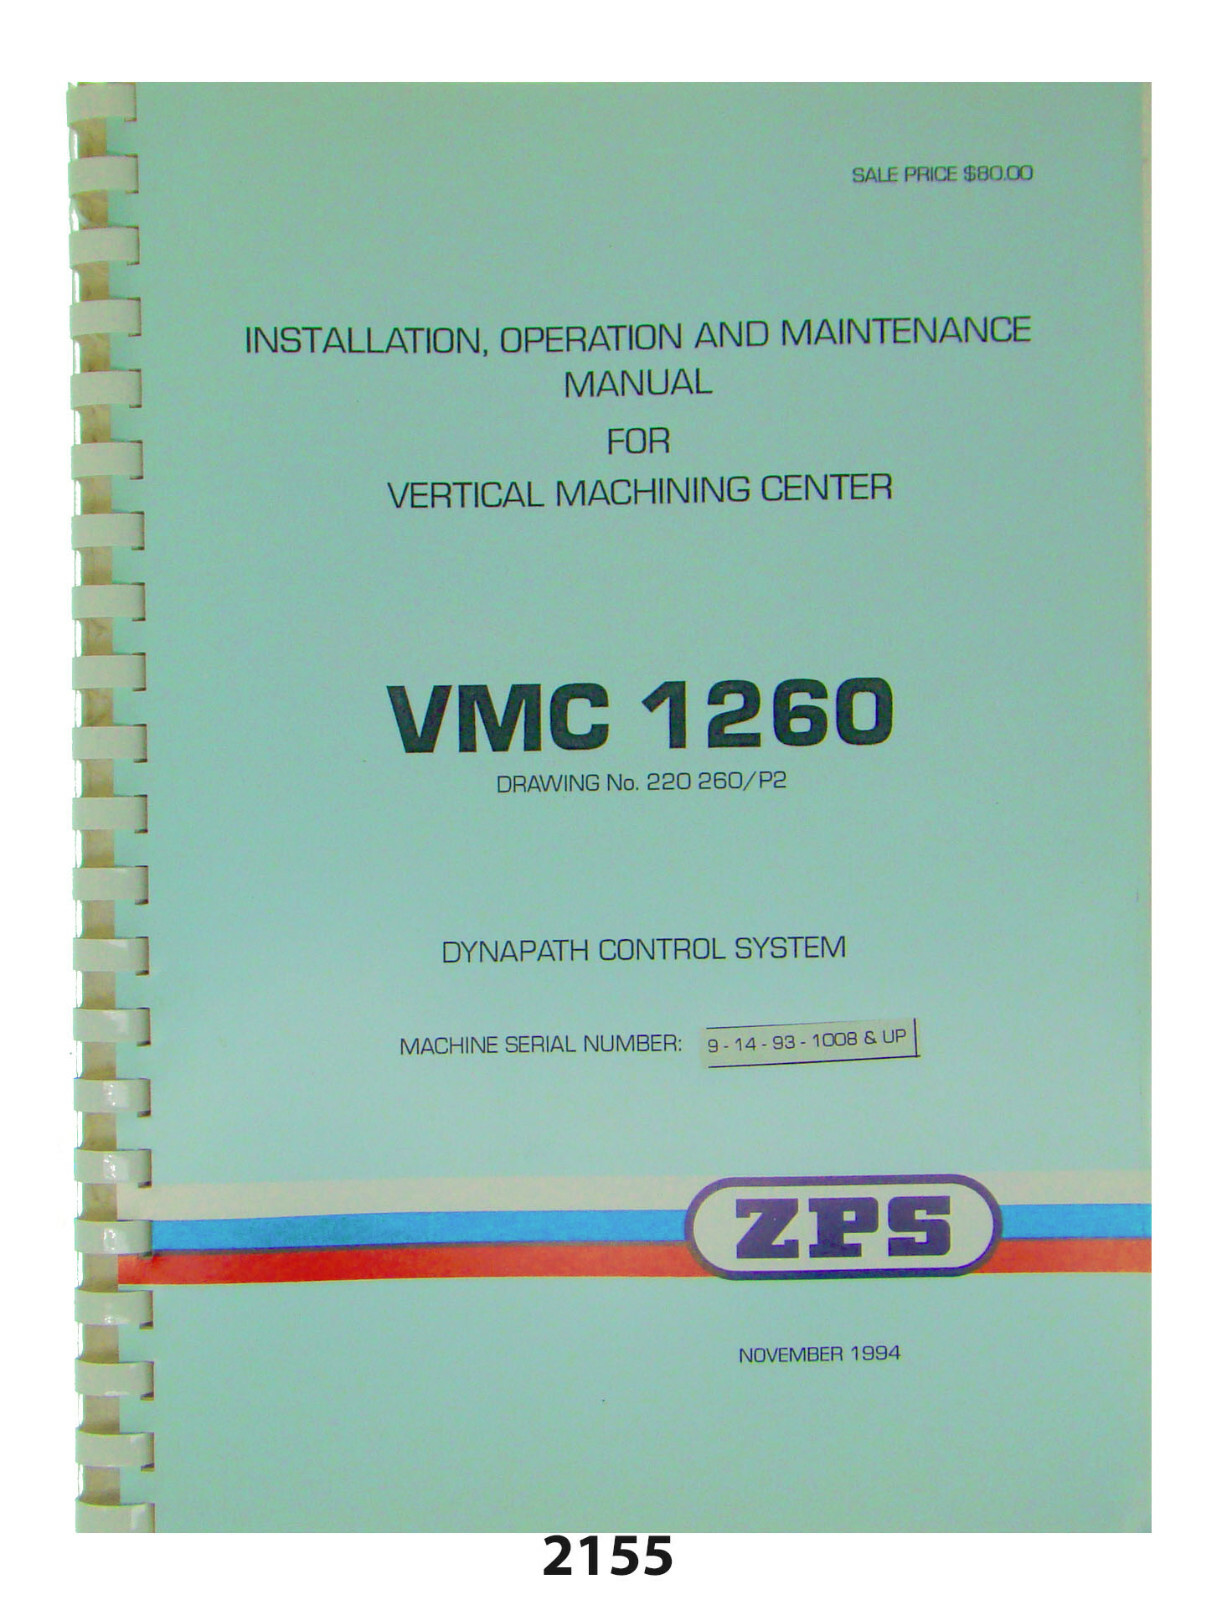 SALE PRICE $80.00
INSTALLATION, OPERATION AND MAINTENANCE
MANUAL
FOR
VERTICAL MACHINING CENTER
VMC 1260
DRAWING No. 220 260/P2
DYNAPATH CONTROL SYSTEM
MACHINE SERIAL NUMBER: 9 - 14 - 93 - 1008 & UP
ZPS
NOVEMBER 1994
2155